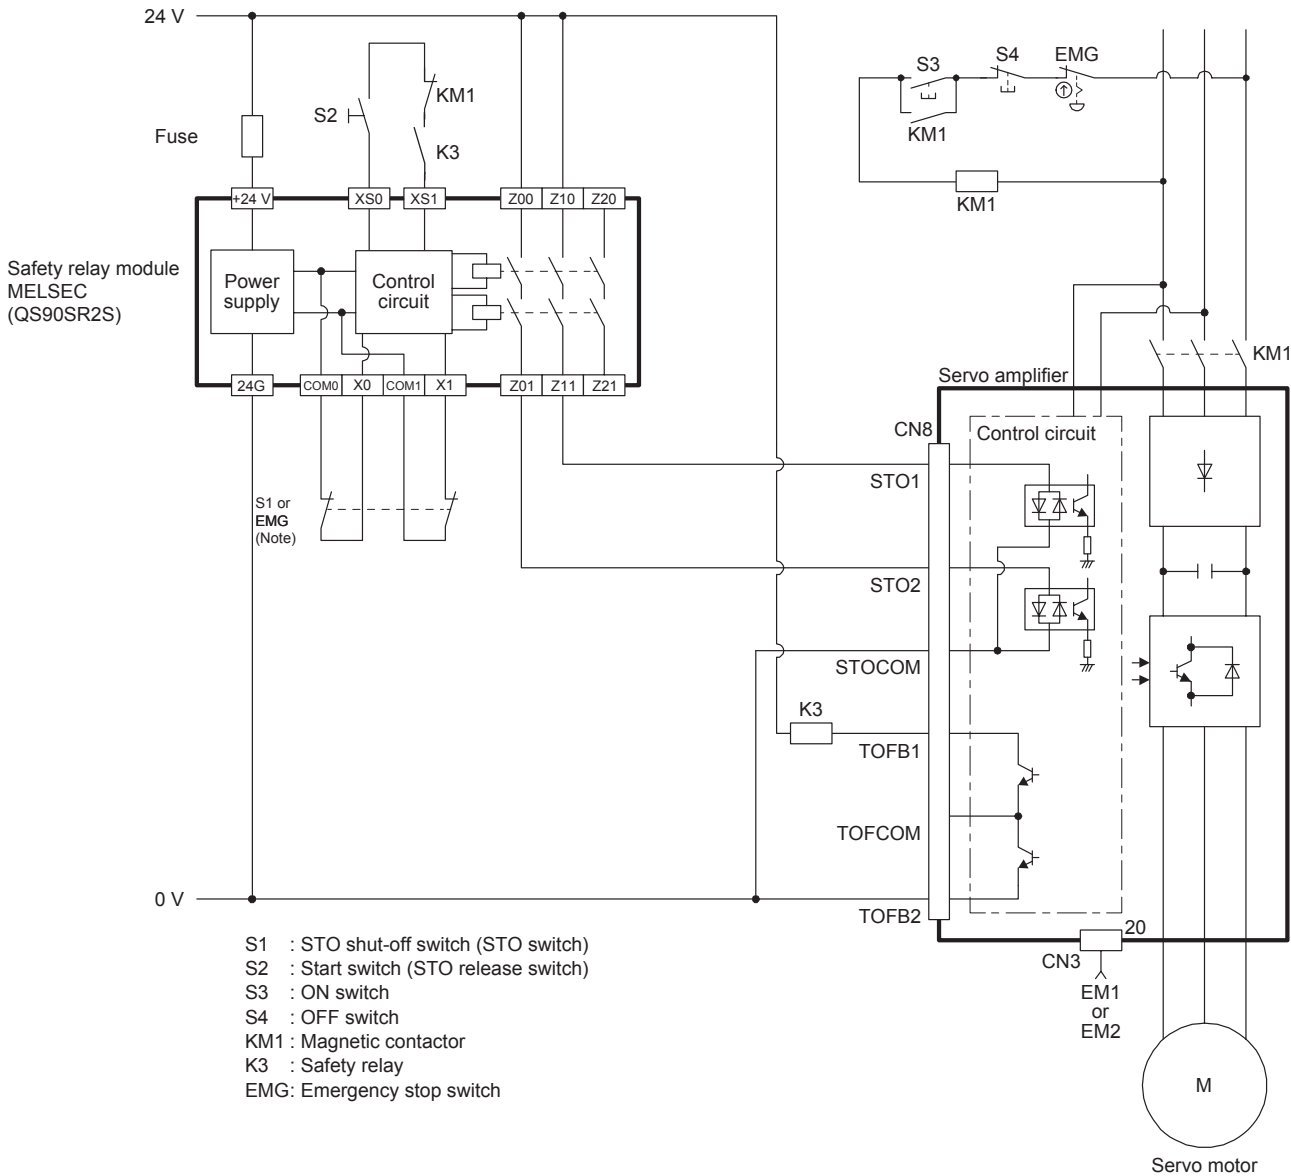 24 V
S3
S4
EMG
KM1
S2
Fuse
K3
KM1
KM1
+24 V
XS0
XS1
Z00
Z10
Z20
Safety relay module
MELSEC
(QS90SR2S)
Power
supply
Control
circuit
KM1
24G
COM0
X0
COM1
X1
Z01
Z11
Z21
Servo amplifier
CN8
Control circuit
STO1
S1 or
EMG
(Note)
STO2
STOCOM
K3
TOFB1
TOFCOM
0 V
TOFB2
20
CN3
EM1
or
EM2
S1 : STO shut-off switch (STO switch)
S2 : Start switch (STO release switch)
S3 : ON switch
S4 : OFF switch
KM1 : Magnetic contactor
K3 : Safety relay
EMG: Emergency stop switch
M
Servo motor